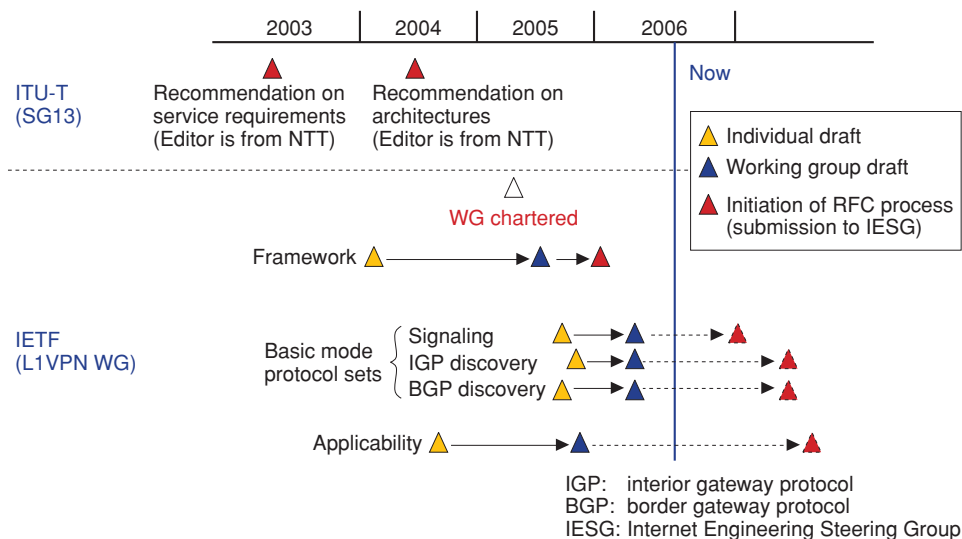 2003 2004 2005 2006
Now
ITU-T
(SG13)
Recommendation on
service requirements
(Editor is from NTT)
Recommendation on
architectures
(Editor is from NTT)
Individual draft
Working group draft
Initiation of RFC process
(submission to IESG)
WG chartered
Framework
IETF
(L1VPN WG)
Basic mode
protocol sets
Signaling
IGP discovery
BGP discovery
Applicability
IGP: interior gateway protocol
BGP: border gateway protocol
IESG: Internet Engineering Steering Group